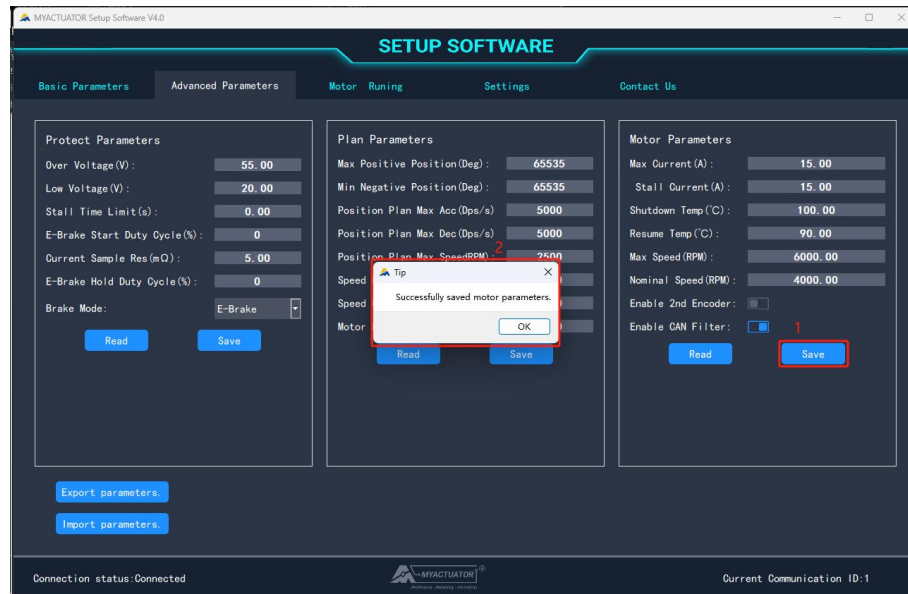 MYACTUATOR Setup Software V4.0
SETUP SOFTWARE
Basic Parameters
Advanced Parameters
Motor Runing
Settings
Contact Us
Protect Parameters
Over Voltage(V): 55.00
Low Voltage(V): 20.00
Stall Time Limit(s): 0.00
E-Brake Start Duty Cycle(%): 0
Current Sample Res(mΩ): 5.00
E-Brake Hold Duty Cycle(%): 0
Brake Mode: E-Brake
Read
Save
Plan Parameters
Max Positive Position(Deg): 65535
Min Negative Position(Deg): 65535
Position Plan Max Acc(Dps/s) 5000
Position Plan Max Dec(Dps/s) 5000
Position Plan Max SpeedRPM): 2500
Speed
Speed
Motor
Read
Save
2
Tip
Successfully saved motor parameters.
OK
Motor Parameters
Max Current(A): 15.00
Stall Current(A): 15.00
Shutdown Temp(℃): 100.00
Resume Temp(℃): 90.00
Max Speed(RPM): 6000.00
Nominal Speed(RPM): 4000.00
Enable 2nd Encoder:
Enable CAN Filter:
1
Read
Save
Export parameters.
Import parameters.
Connection status:Connected
MYACTUATOR®
Current Communication ID:1